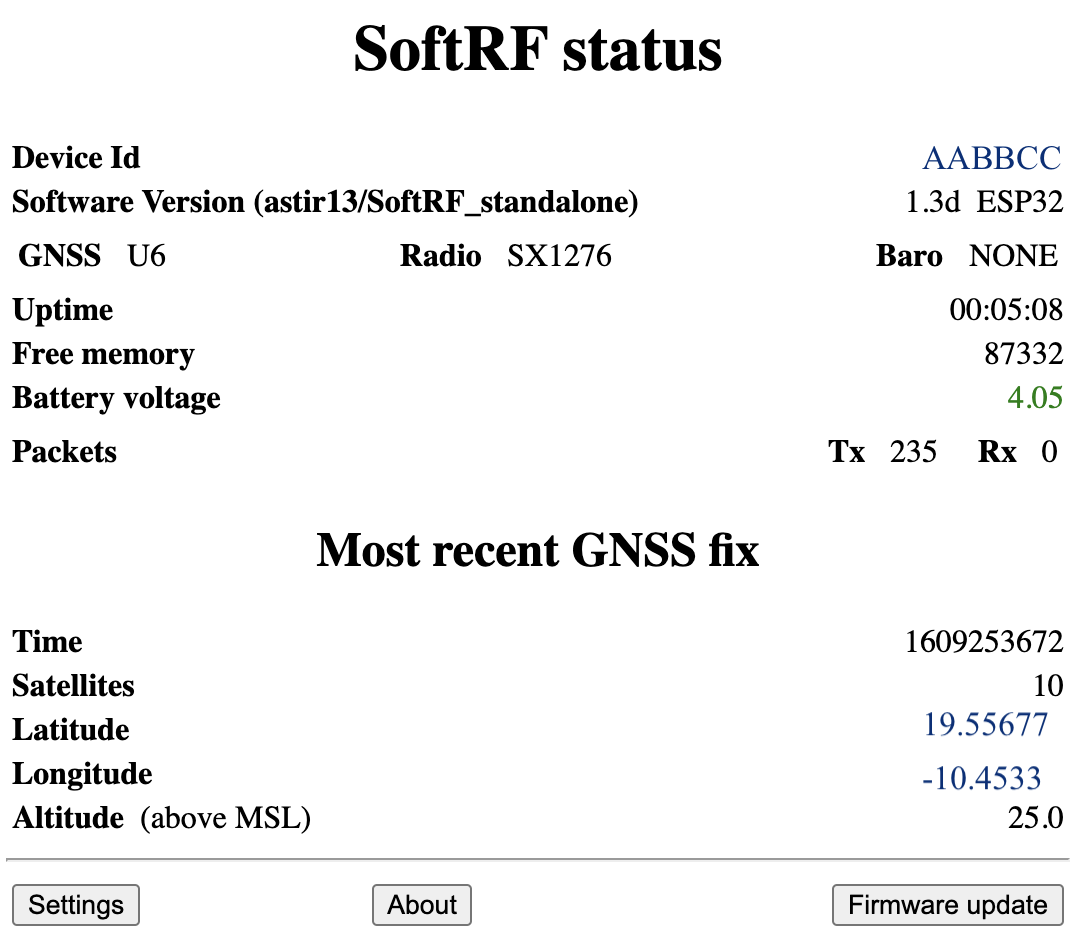 SoftRF status
Device Id AABBCC
Software Version (astir13/SoftRF_standalone) 1.3d ESP32
GNSS U6 Radio SX1276 Baro NONE
Uptime 00:05:08
Free memory 87332
Battery voltage 4.05
Packets Tx 235 Rx 0
Most recent GNSS fix
Time 1609253672
Satellites 10
Latitude 19.55677
Longitude -10.4533
Altitude (above MSL) 25.0
Settings About Firmware update